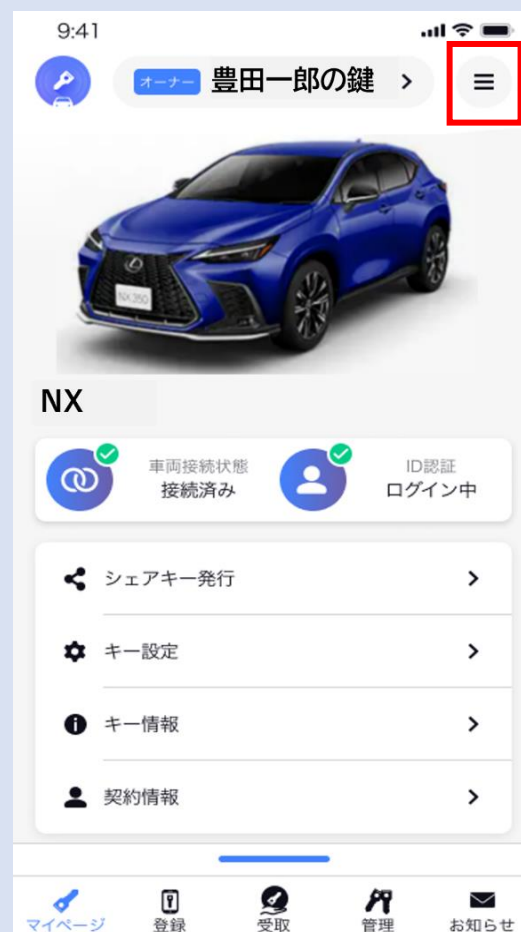 9:41
オーナー 豊田一郎の鍵
NX350
NX
車両接続状態
接続済み
ID認証
ログイン中
シェアキー発行
キー設定
キー情報
契約情報
マイページ 登録 受取 管理 お知らせ